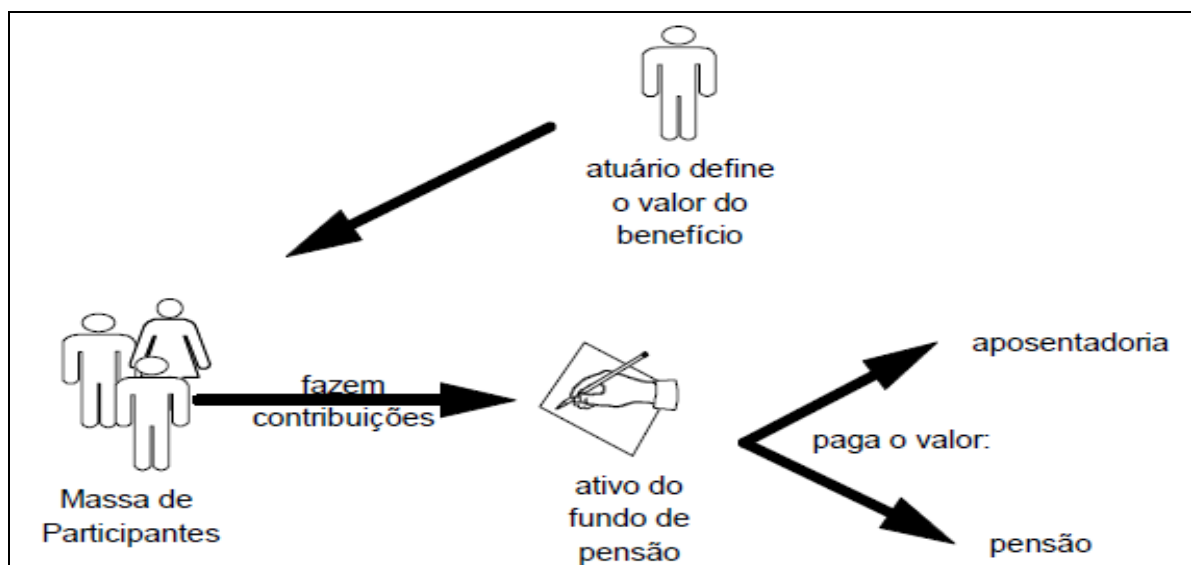 atuário define
o valor do
benefício
fazem
contribuições
Massa de
Participantes
ativo do
fundo de
pensão
aposentadoria
paga o valor:
pensão